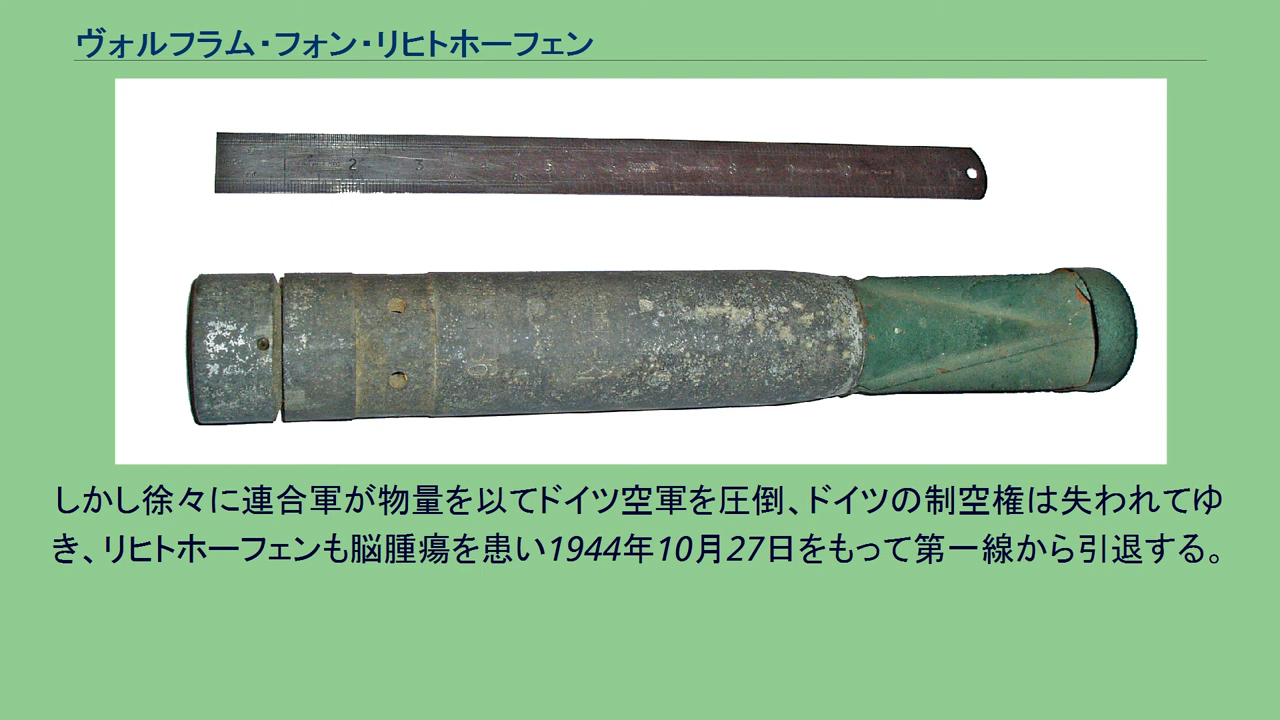 ヴォルフラム・フォン・リヒトホーフェン
2 3
しかし徐々に連合軍が物量を以てドイツ空軍を圧倒、ドイツの制空権は失われてゆ
き、リヒトホーフェンも脳腫瘍を患い1944年10月27日をもって第一線から引退する。